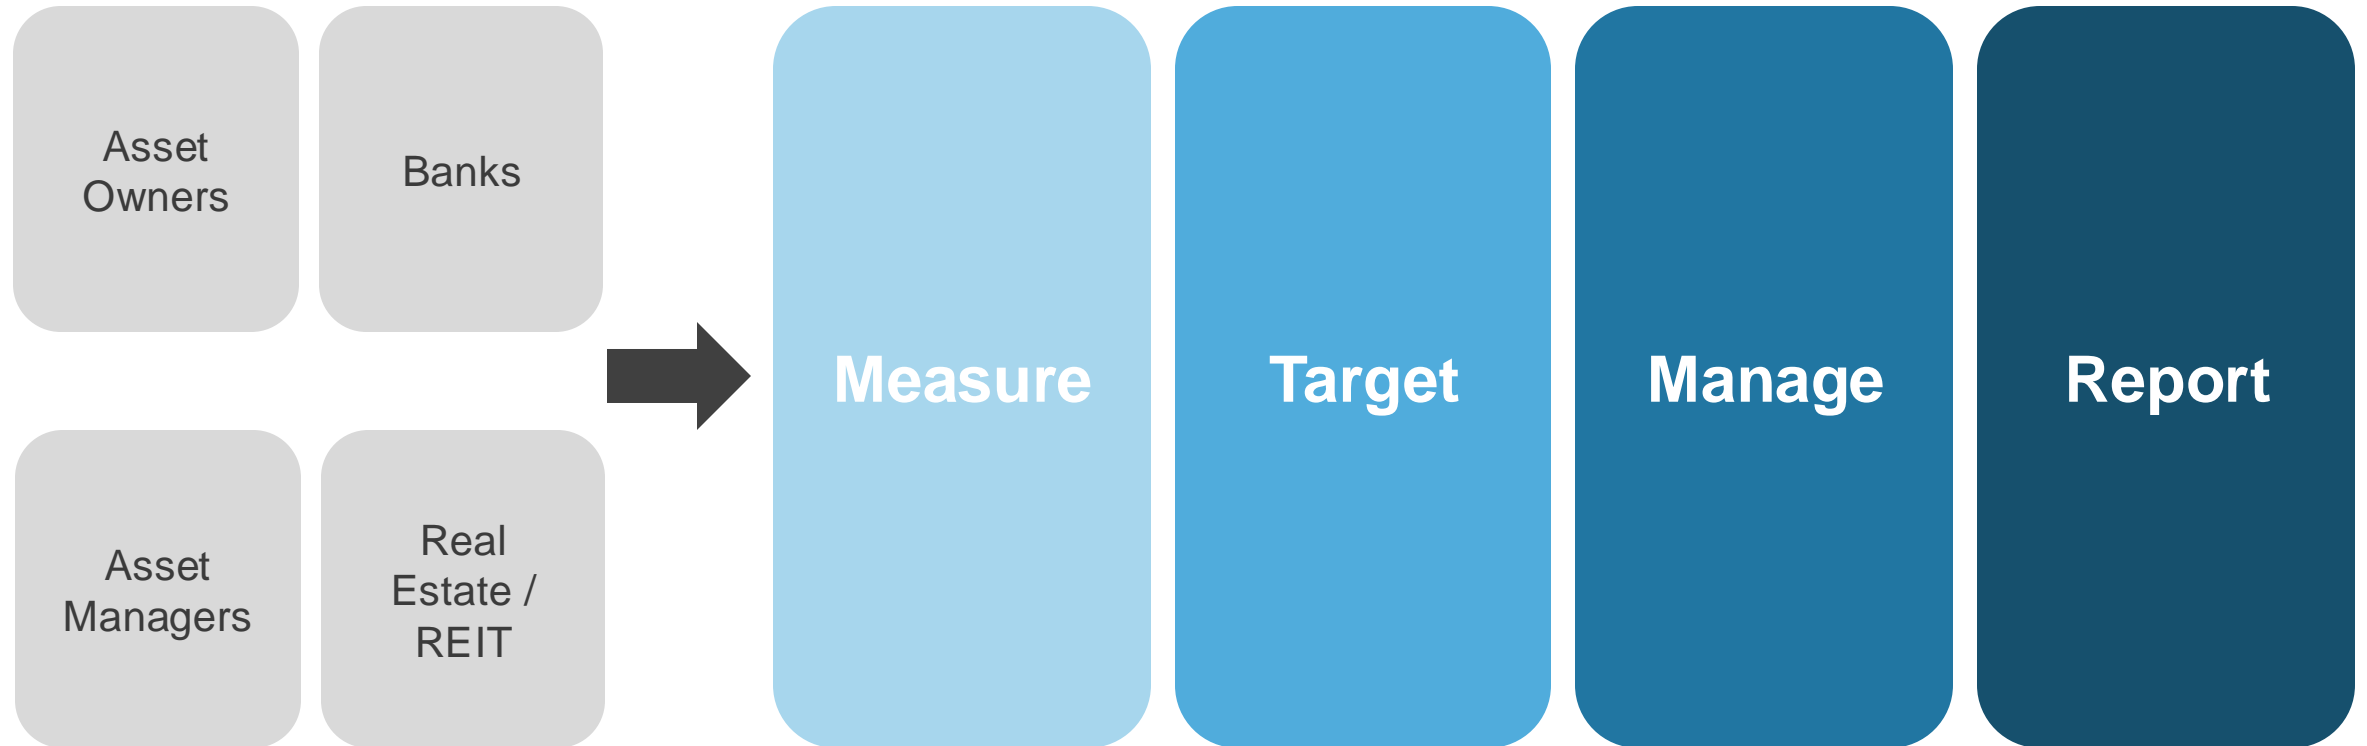 Asset
Owners
Banks
Asset
Managers
Real
Estate /
REIT
Measure
Target
Manage
Report